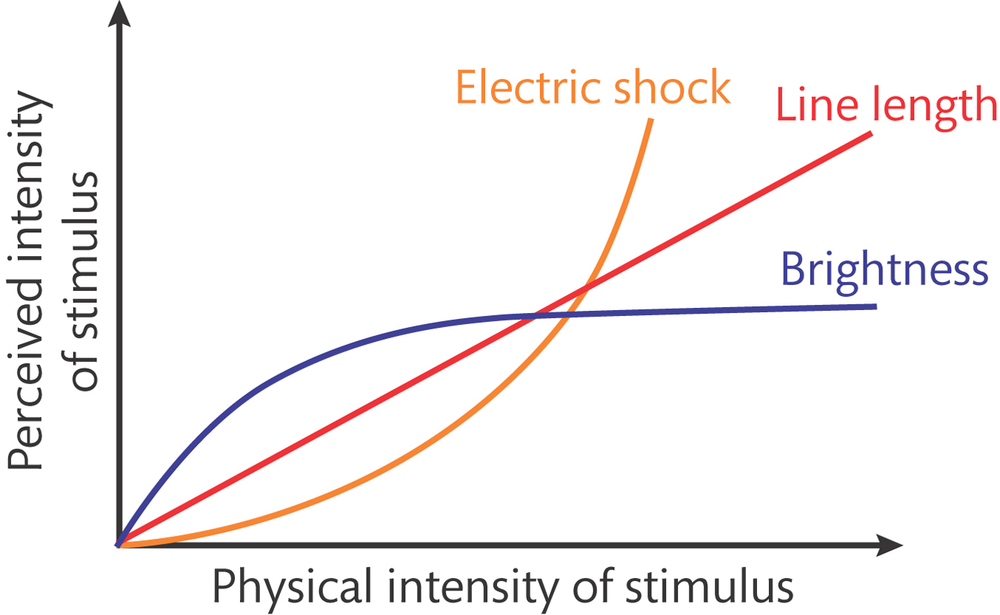 Perceived intensity
of stimulus
Electric shock
Line length
Brightness
Physical intensity of stimulus